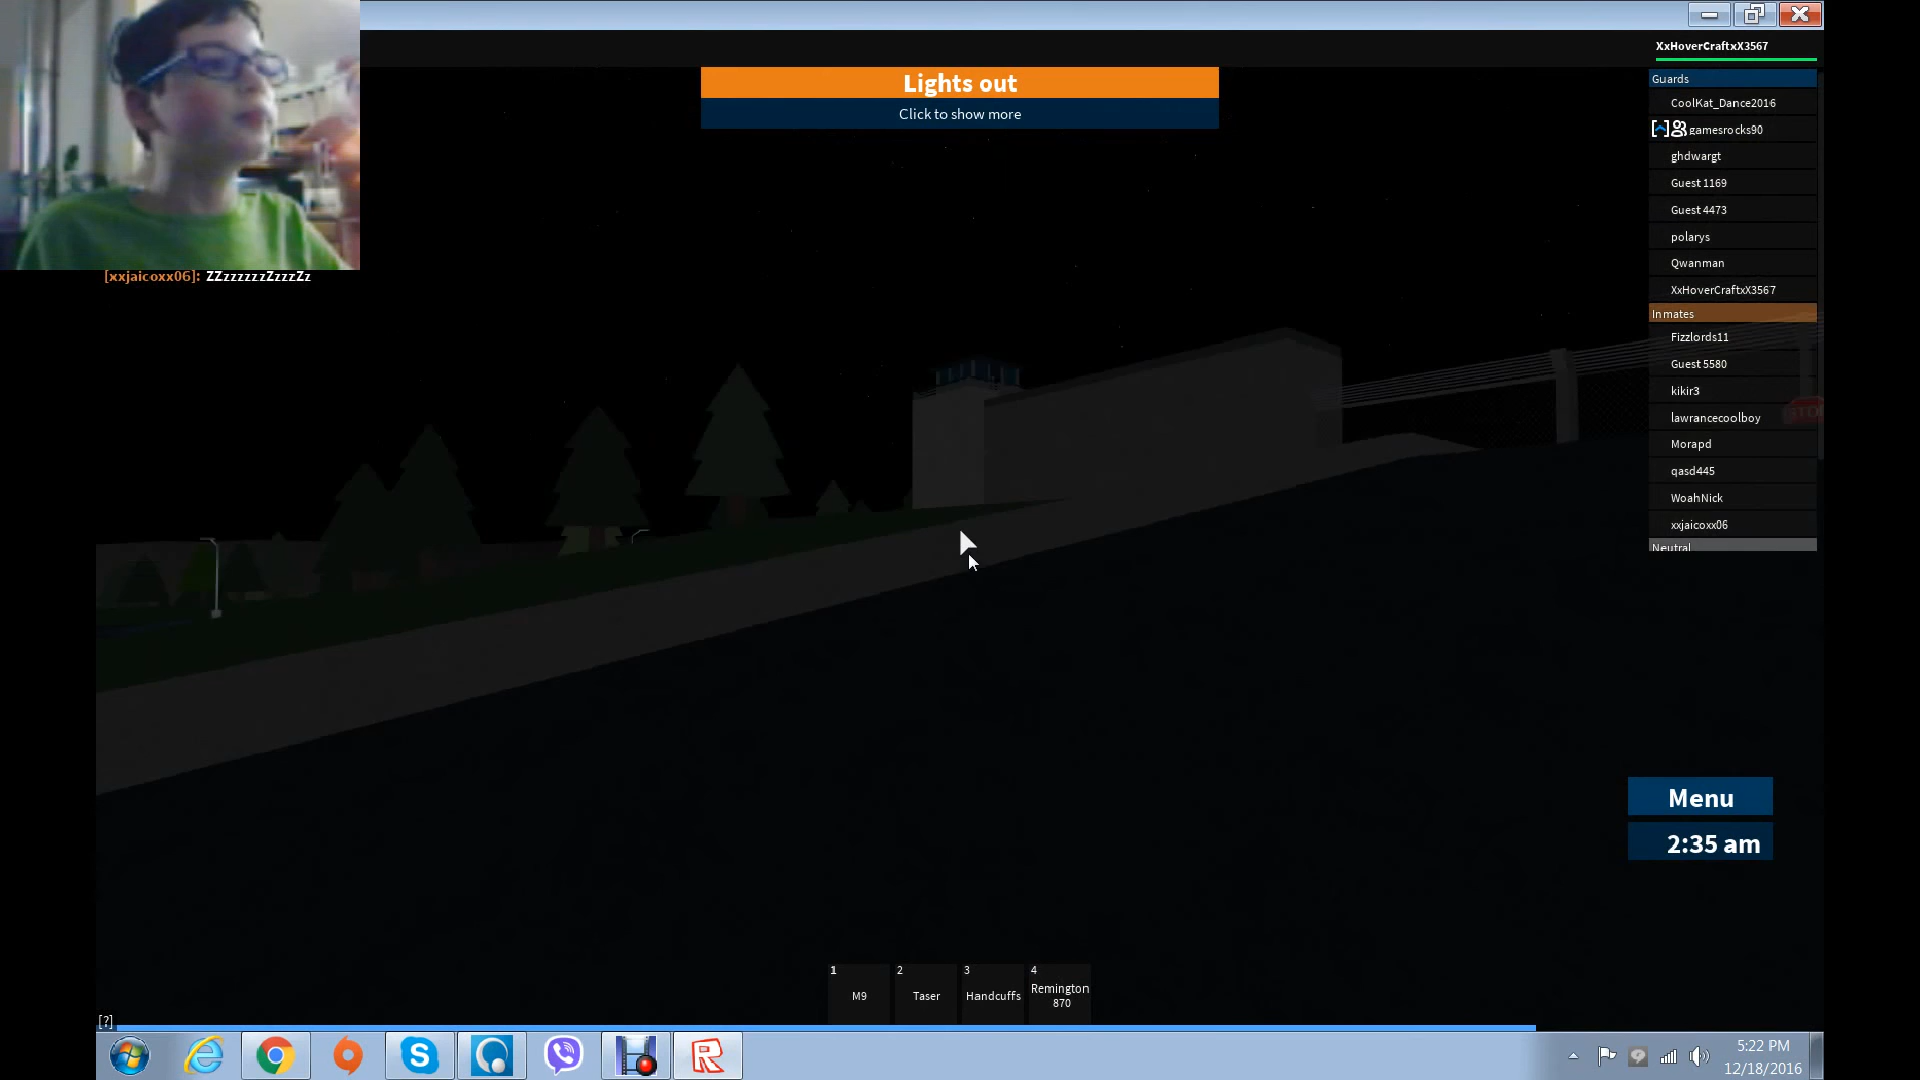 XxHoverCraftxX3567
Lights out
Click to show more
Guards
CoolKat_Dance2016
gamesrocks90
ghdwargt
Guest 1169
Guest 4473
polarys
Qwanman
XxHoverCraftxX3567
[xxjaicoxx06]: ZZzzzzzzZzzzZz
Inmates
Fizzlords11
Guest 5580
kikir3
lawrancecoolboy
STOP
Morapd
qasd445
WoahNick
xxjaicoxx06
Neutral
Menu
2:35 am
1 2 3 4
M9 Taser Handcuffs Remington 870
[?]
5:22 PM
12/18/2016